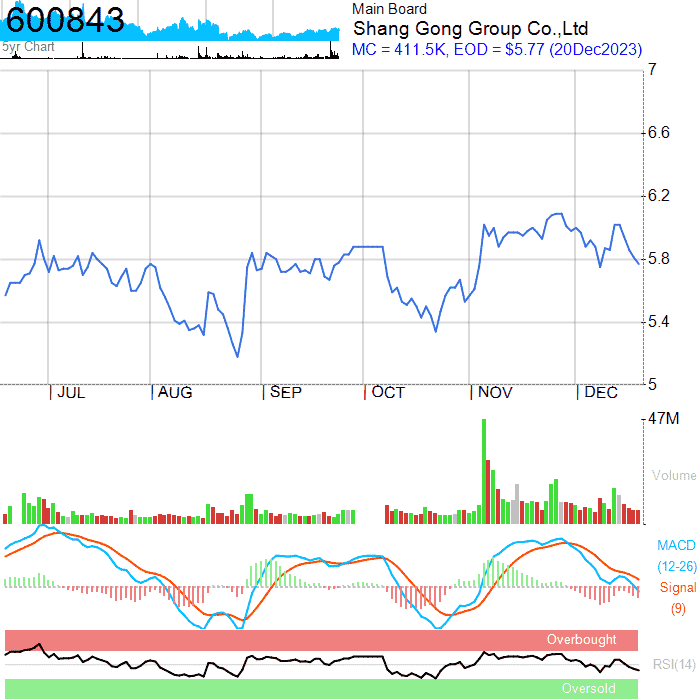 600843
5yr Chart
Main Board
Shang Gong Group Co.,Ltd
MC = 411.5K, EOD = $5.77 (20Dec2023)
7
6.6
6.2
5.8
5.4
5
JUL AUG SEP OCT NOV DEC
47M
Volume
MACD
(12-26)
Signal
(9)
Overbought
RSI(14)
Oversold